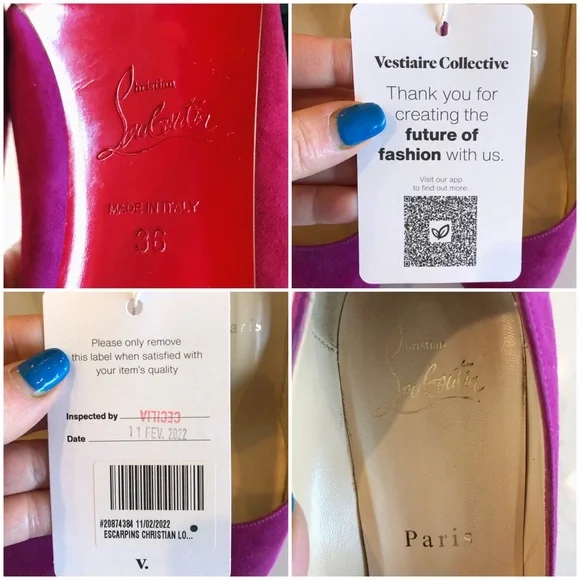 Christian
Louboutin
MADE IN ITALY
36
Vestiaire Collective
Thank you for
creating the
future of
fashion with us.
Visit our app
to find out more
Please only remove
this label when satisfied with
your item's quality
Inspected by CECILIA
Date 11 FEV. 2022
#20874384 11/02/2022
ESCARPINS CHRISTIAN LO...
V.
aris
Christian
Louboutin
Paris